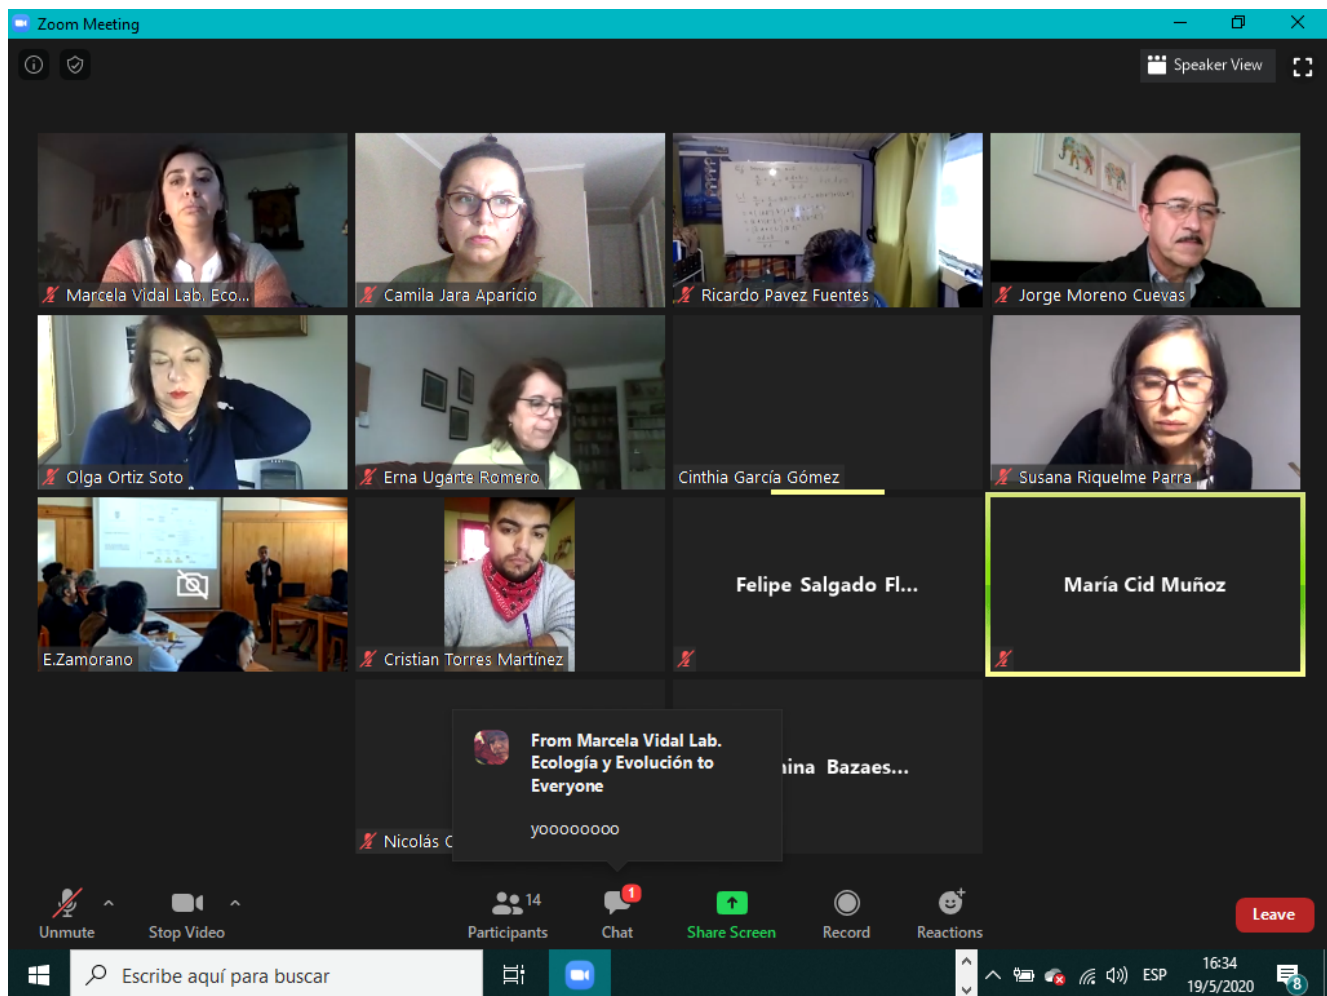 Zoom Meeting
Speaker View
Marcela Vidal Lab. Eco...
Camila Jara Aparicio
Ricardo Pavez Fuentes
Jorge Moreno Cuevas
Olga Ortiz Soto
Erna Ugarte Romero
Cinthia García Gómez
Susana Riquelme Parra
E.Zamorano
Cristian Torres Martínez
Felipe Salgado Fl...
María Cid Muñoz
Nicolás
Bazaes...
From Marcela Vidal Lab.
Ecología y Evolución to
Everyone
yoooooooo
Unmute
Stop Video
14
Participants
1
Chat
Share Screen
Record
Reactions
Leave
Escribe aquí para buscar
ESP
16:34
19/5/2020
8